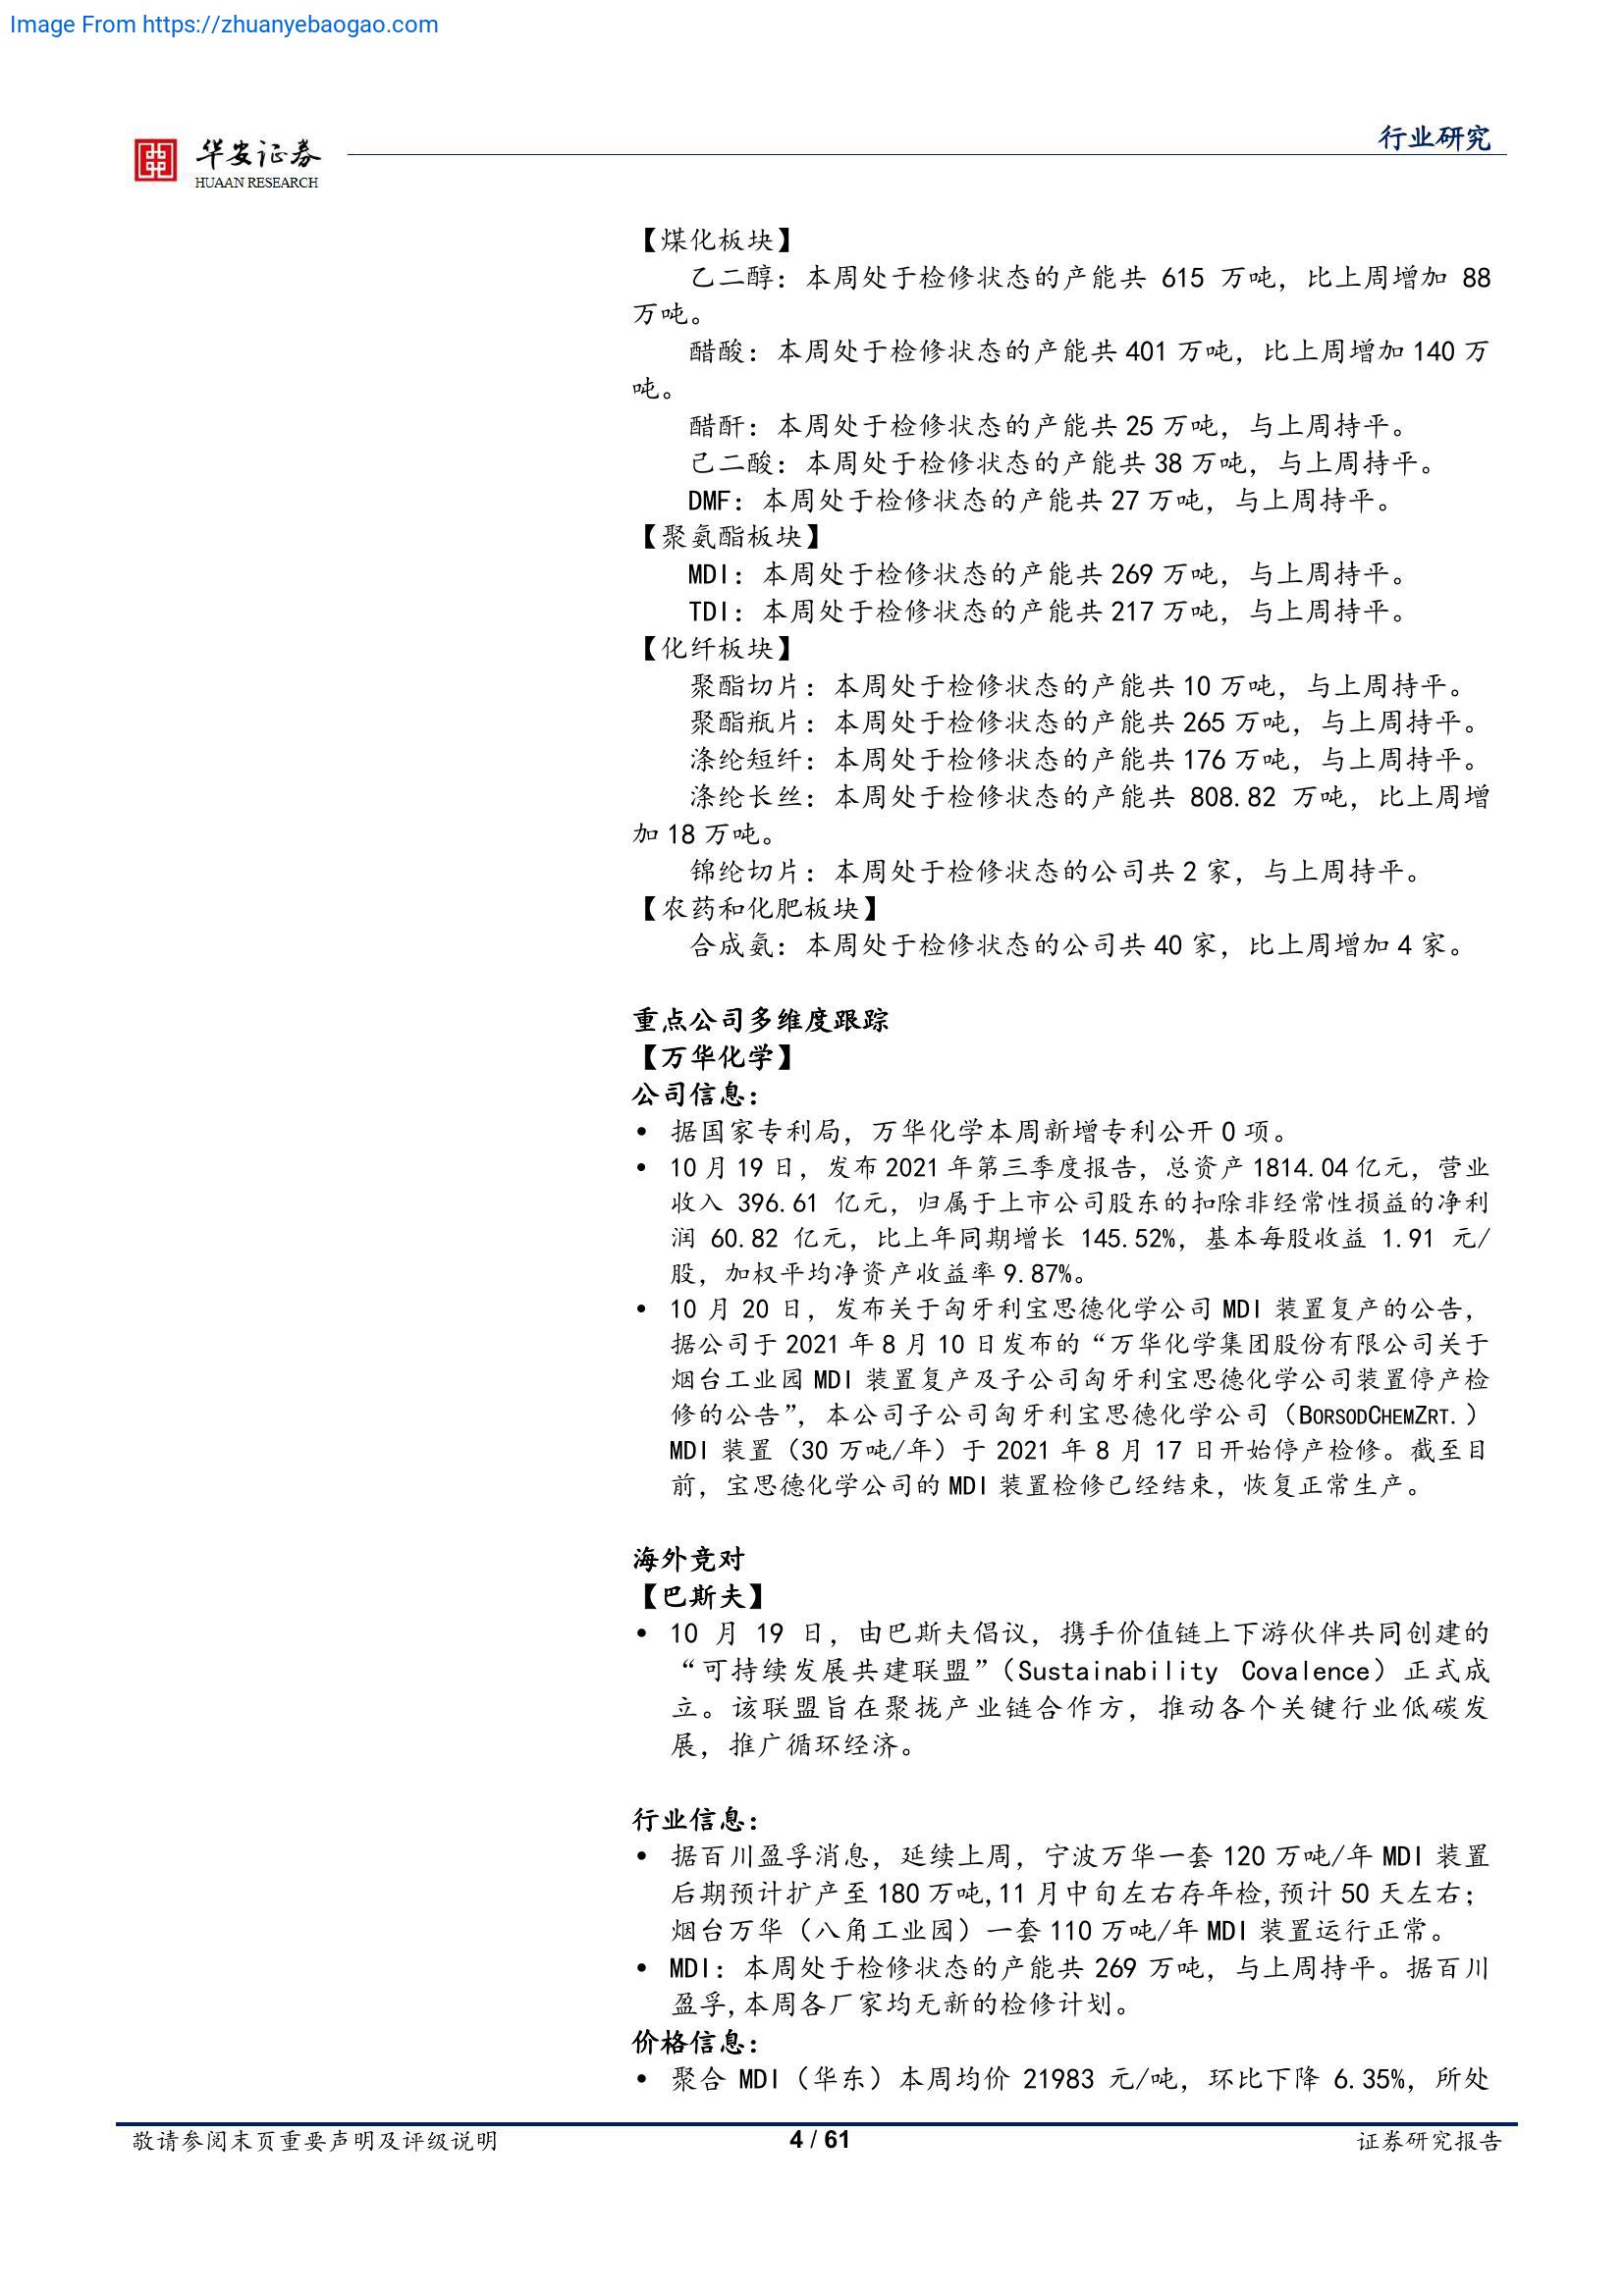 Image From https://zhuanyebaogao.com
华安证券
HUAAN RESEARCH
行业研究
【煤化板块】
乙二醇：本周处于检修状态的产能共 615 万吨，比上周增加 88
万吨。
醋酸：本周处于检修状态的产能共 401 万吨，比上周增加 140 万
吨。
醋酐：本周处于检修状态的产能共 25 万吨，与上周持平。
己二酸：本周处于检修状态的产能共 38 万吨，与上周持平。
DMF：本周处于检修状态的产能共 27 万吨，与上周持平。
【聚氨酯板块】
MDI：本周处于检修状态的产能共 269 万吨，与上周持平。
TDI：本周处于检修状态的产能共 217 万吨，与上周持平。
【化纤板块】
聚酯切片：本周处于检修状态的产能共 10 万吨，与上周持平。
聚酯瓶片：本周处于检修状态的产能共 265 万吨，与上周持平。
涤纶短纤：本周处于检修状态的产能共 176 万吨，与上周持平。
涤纶长丝：本周处于检修状态的产能共 808.82 万吨，比上周增
加 18 万吨。
锦纶切片：本周处于检修状态的公司共 2 家，与上周持平。
【农药和化肥板块】
合成氨：本周处于检修状态的公司共 40 家，比上周增加 4 家。
重点公司多维度跟踪
【万华化学】
公司信息：
• 据国家专利局，万华化学本周新增专利公开 0 项。
• 10 月 19 日，发布 2021 年第三季度报告，总资产 1814.04 亿元，营业
收入 396.61 亿元，归属于上市公司股东的扣除非经常性损益的净利
润 60.82 亿元，比上年同期增长 145.52%，基本每股收益 1.91 元/
股，加权平均净资产收益率 9.87%。
• 10 月 20 日，发布关于匈牙利宝思德化学公司 MDI 装置复产的公告，
据公司于 2021 年 8 月 10 日发布的“万华化学集团股份有限公司关于
烟台工业园 MDI 装置复产及子公司匈牙利宝思德化学公司装置停产检
修的公告”，本公司子公司匈牙利宝思德化学公司（BORSODCHEMZRT.）
MDI 装置（30 万吨/年）于 2021 年 8 月 17 日开始停产检修。截至目
前，宝思德化学公司的 MDI 装置检修已经结束，恢复正常生产。
海外竞对
【巴斯夫】
• 10 月 19 日，由巴斯夫倡议，携手价值链上下游伙伴共同创建的
“可持续发展共建联盟”（Sustainability Covalence）正式成
立。该联盟旨在聚拢产业链合作方，推动各个关键行业低碳发
展，推广循环经济。
行业信息：
• 据百川盈孚消息，延续上周，宁波万华一套 120 万吨/年 MDI 装置
后期预计扩产至 180 万吨,11 月中旬左右存年检,预计 50 天左右；
烟台万华（八角工业园）一套 110 万吨/年 MDI 装置运行正常。
• MDI：本周处于检修状态的产能共 269 万吨，与上周持平。据百川
盈孚,本周各厂家均无新的检修计划。
价格信息：
• 聚合 MDI（华东）本周均价 21983 元/吨，环比下降 6.35%，所处
敬请参阅末页重要声明及评级说明
4 / 61
证券研究报告